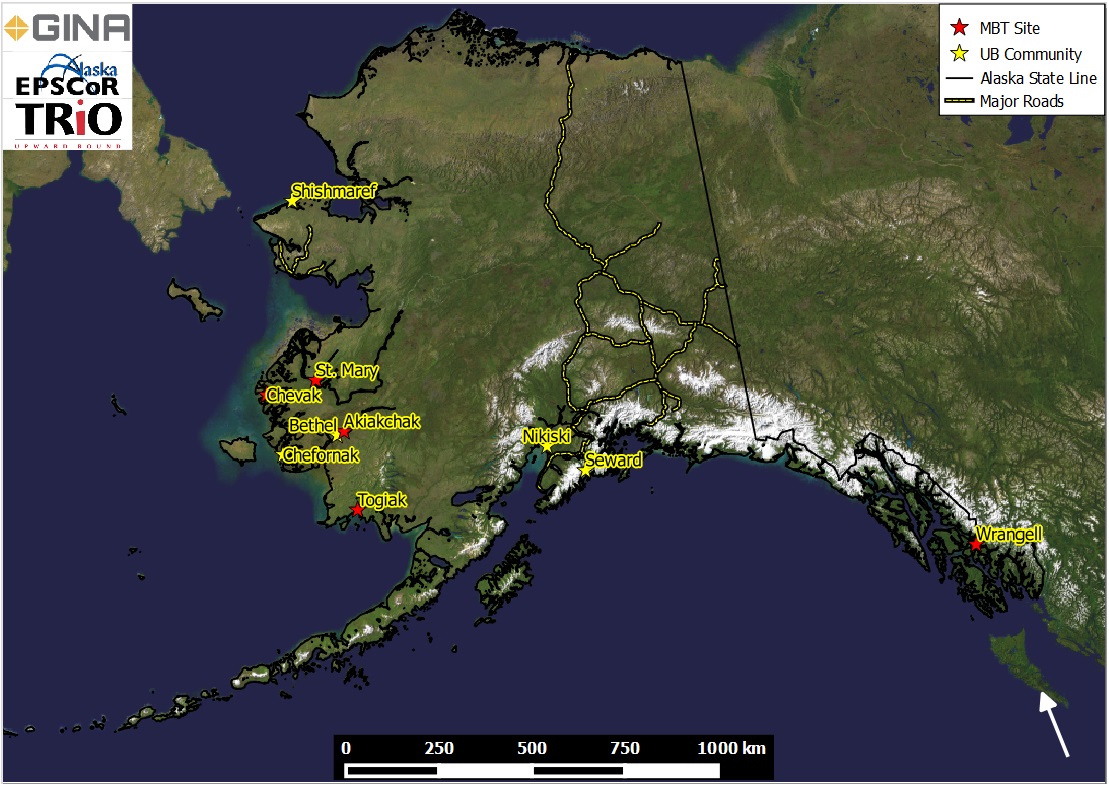 GINA
Alaska
EPSCoR
TRiO
UPWARD BOUND
MBT Site
UB Community
Alaska State Line
Major Roads
Shishmaref
St. Mary
Chevak
Bethel
Akiakchak
Chefornak
Nikiski
Seward
Togiak
Wrangell
0 250 500 750 1000 km